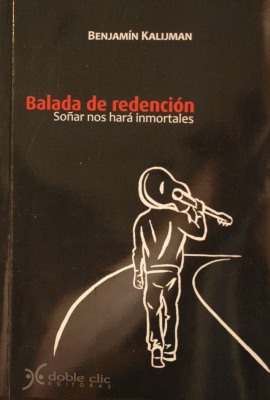 BENJAMÍN KALIJMAN
Balada de redención
Soñar nos hará inmortales
doble clic
EDITORAS